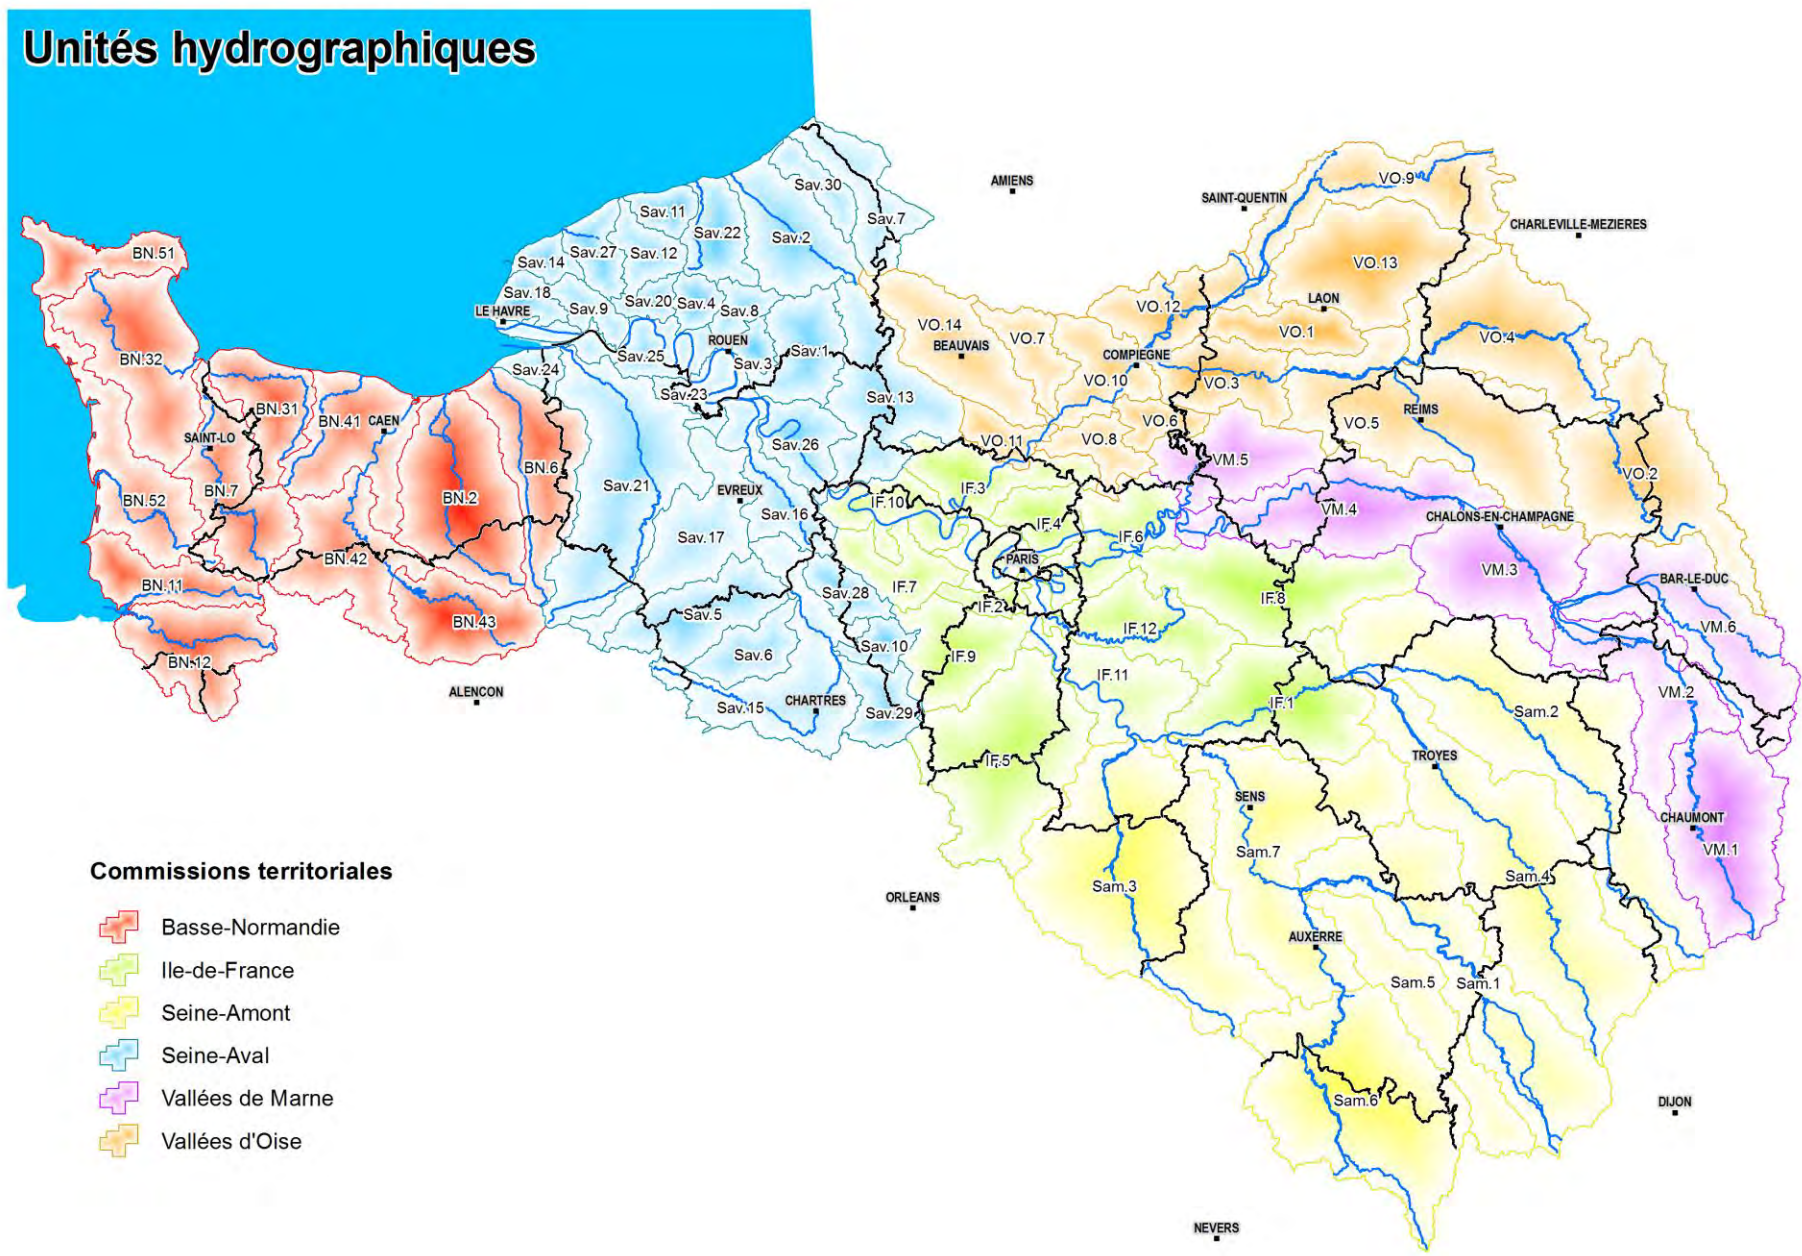 Unités hydrographiques
AMIENS
SAINT-QUENTIN
CHARLEVILLE-MEZIERES
VO.9
Sav.30
Sav.7
Sav.11
Sav.22
Sav.2
BN.51
Sav.27
Sav.12
Sav.14
VO.13
Sav.18
Sav.9
Sav.20
Sav.4
Sav.8
LE HAVRE
VO.12
LAON
VO.14
VO.7
VO.1
VO.4
BEAUVAIS
ROUEN
BN.32
Sav.25
Sav.3
Sav.1
COMPIEGNE
Sav.24
VO.10
VO.3
Sav.23
Sav.13
BN.31
BN.41
CAEN
VO.6
VO.5
REIMS
SAINT-LO
Sav.26
VO.11
VO.8
VM.5
BN.6
VO.2
BN.52
BN.7
BN.2
Sav.21
EVREUX
IF.3
IF.10
Sav.16
IF.4
VM.4
CHALONS-EN-CHAMPAGNE
Sav.17
IF.6
BN.42
PARIS
VM.3
BAR-LE-DUC
BN.11
IF.7
Sav.28
IF.2
IF.8
Sav.5
BN.43
IF.12
VM.6
BN.12
Sav.6
Sav.10
IF.9
ALENCON
IF.11
VM.2
Sav.15
CHARTRES
Sav.29
IF.1
Sam.2
IF.5
TROYES
SENS
CHAUMONT
VM.1
Sam.7
Sam.3
Sam.4
ORLEANS
AUXERRE
Sam.5
Sam.1
Sam.6
DIJON
NEVERS
Commissions territoriales
Basse-Normandie
Ile-de-France
Seine-Amont
Seine-Aval
Vallées de Marne
Vallées d'Oise